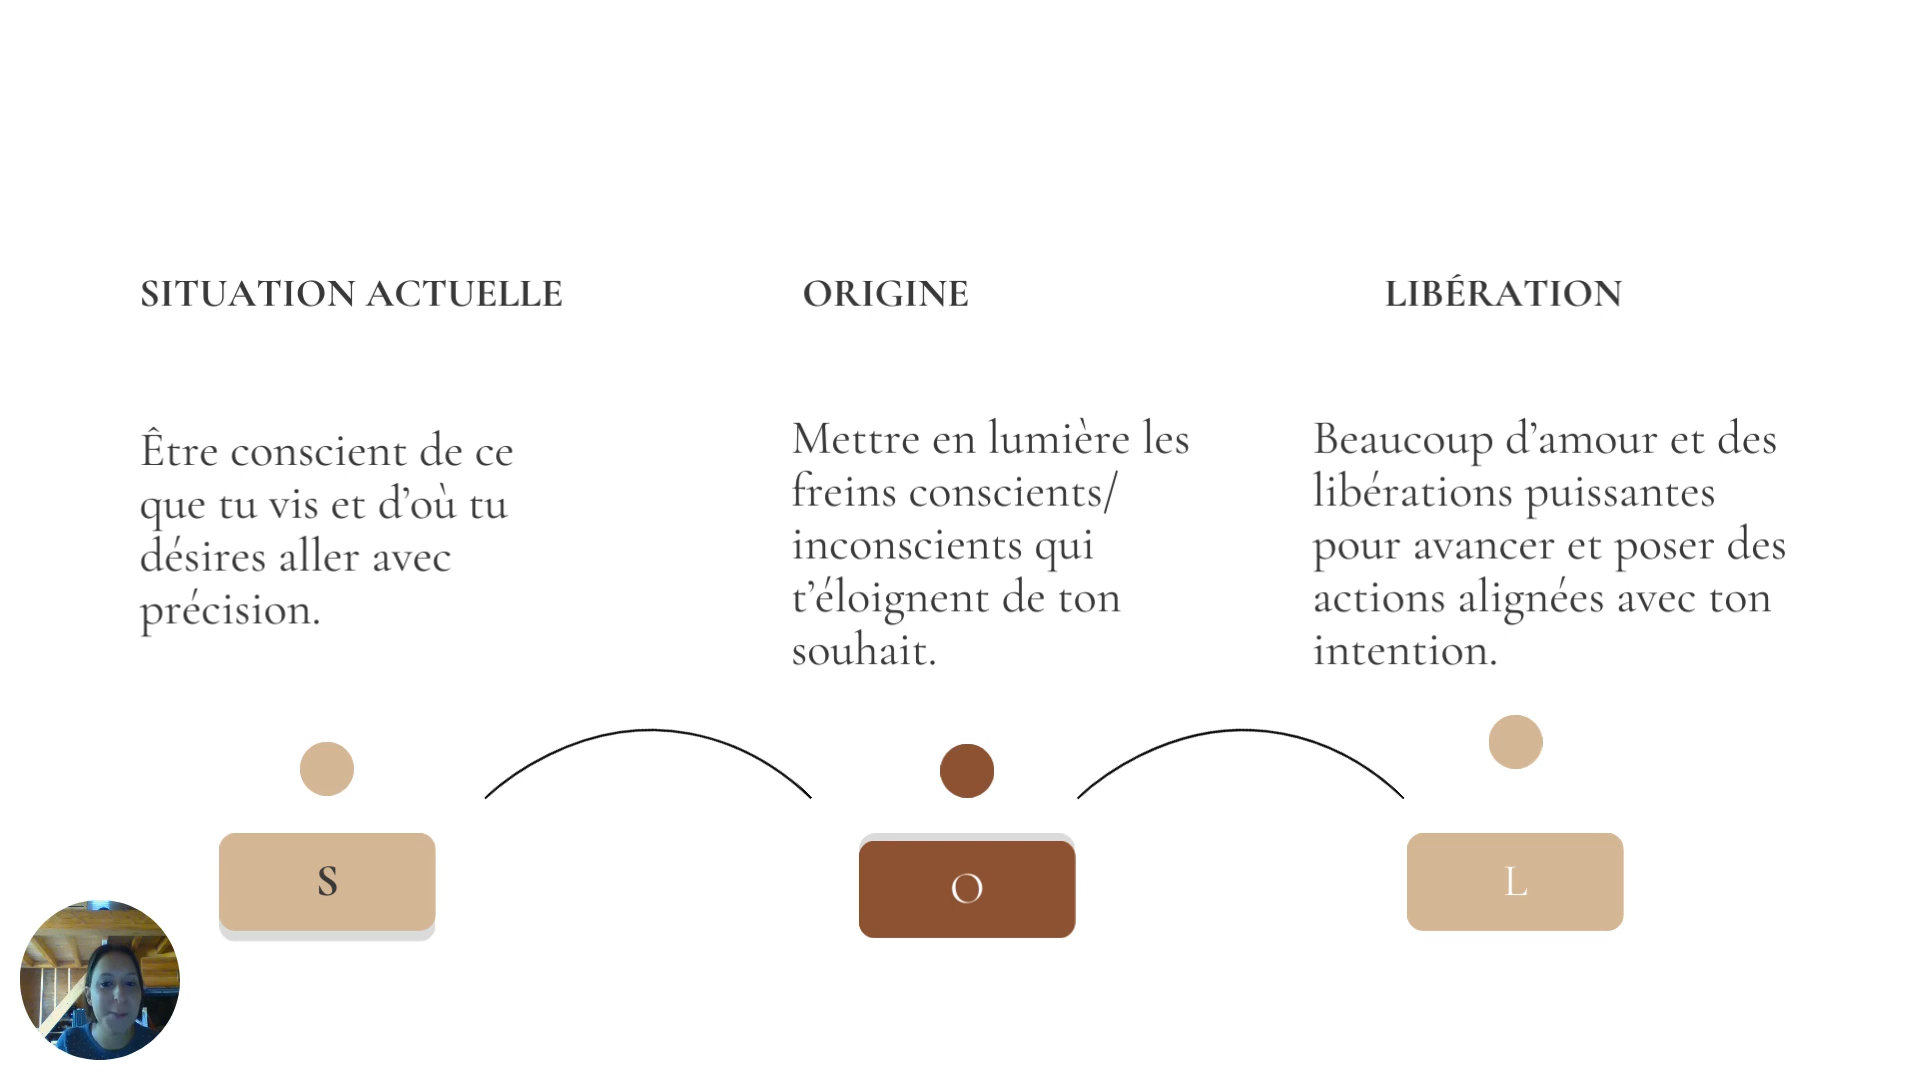 SITUATION ACTUELLE
Être conscient de ce
que tu vis et d’où tu
désires aller avec
précision.
ORIGINE
Mettre en lumière les
freins conscients/
inconscients qui
t’éloignent de ton
souhait.
LIBÉRATION
Beaucoup d’amour et des
libérations puissantes
pour avancer et poser des
actions alignées avec ton
intention.
S
O
L